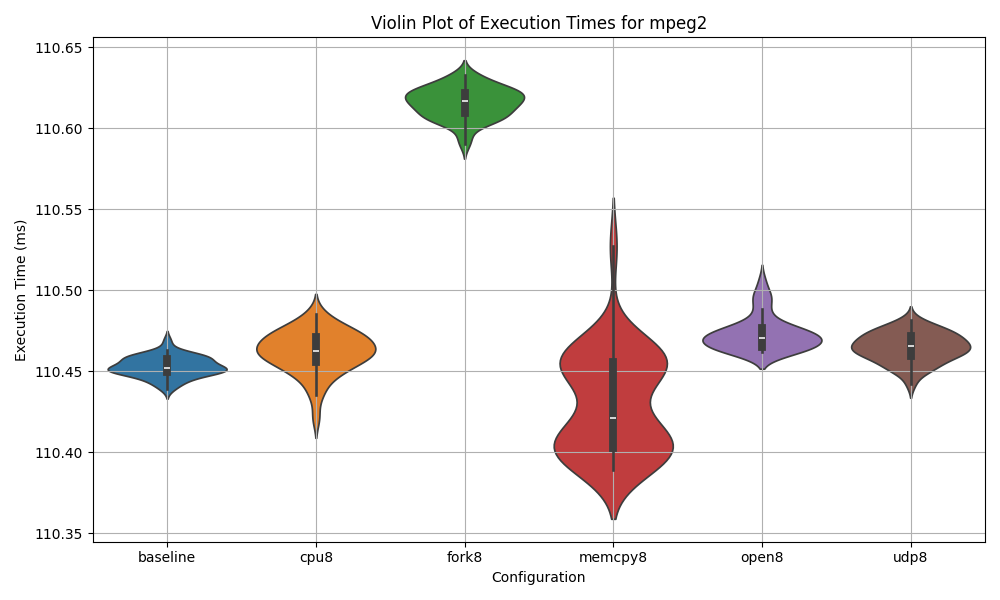 Violin Plot of Execution Times for mpeg2
Execution Time (ms)
110.65
110.60
110.55
110.50
110.45
110.40
110.35
baseline
cpu8
fork8
memcpy8
open8
udp8
Configuration